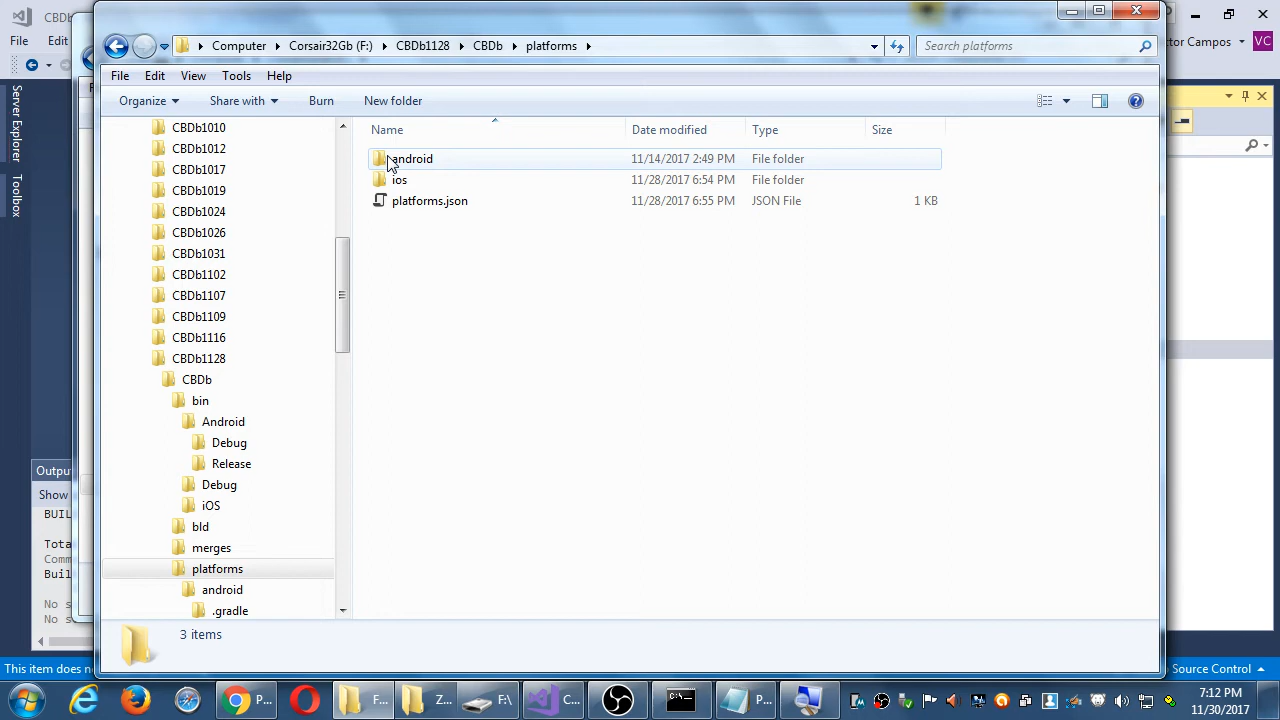 CBDb
ctor Campos
VC
File
Edit
Computer
Corsair32Gb (F:)
CBDb1128
CBDb
platforms
Search platforms
File
Edit
View
Tools
Help
Organize
Share with
Burn
New folder
Server Explorer
Toolbox
Name
Date modified
Type
Size
android
11/14/2017 2:49 PM
File folder
ios
11/28/2017 6:54 PM
File folder
platforms.json
11/28/2017 6:55 PM
JSON File
1 KB
CBDb1010
CBDb1012
CBDb1017
CBDb1019
CBDb1024
CBDb1026
CBDb1031
CBDb1102
CBDb1107
CBDb1109
CBDb1116
CBDb1128
CBDb
bin
Android
Debug
Release
Debug
iOS
bld
merges
platforms
android
.gradle
Outpu
Show
BUIL
Tota
Comm
Buil
No s
No s
3 items
This item does n
Source Control
P...
F...
Z...
F:\
C...
P...
7:12 PM
11/30/2017